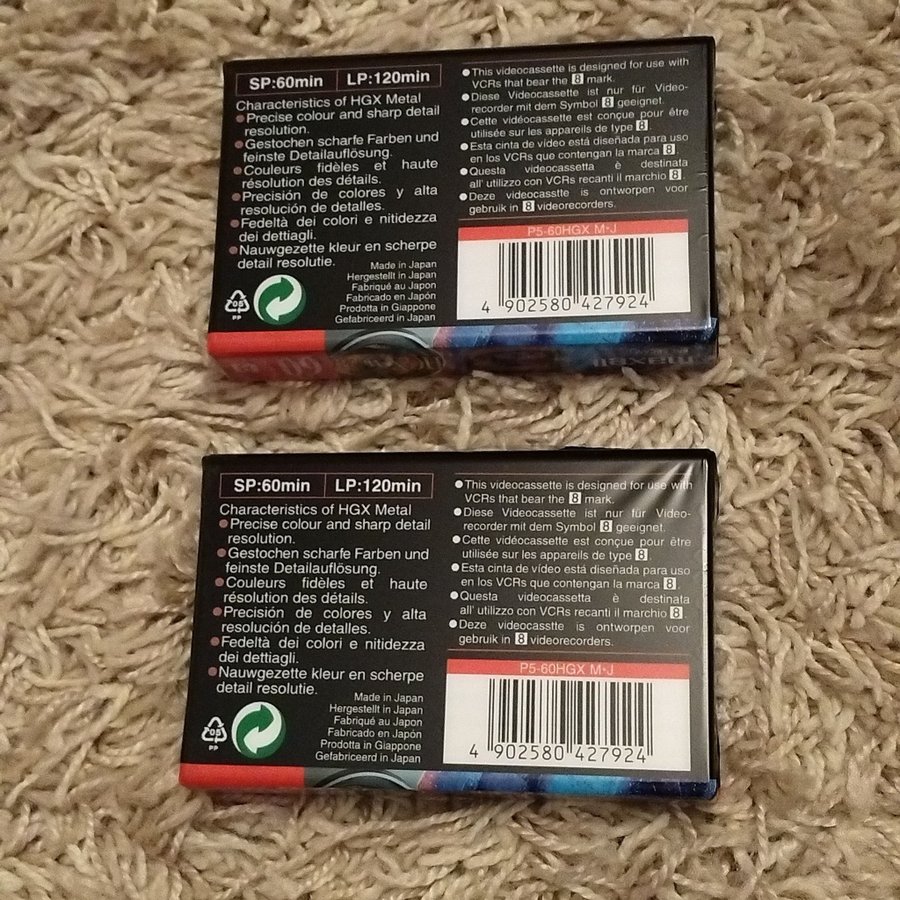 SP:60min LP:120min
Characteristics of HGX Metal
Precise colour and sharp detail
resolution.
Gestochen scharfe Farben und
feinste Detailauflösung.
Couleurs fidèles et haute
résolution des détails.
Precisión de colores y alta
resolución de detalles.
Fedeltà dei colori e nitidezza
dei dettiagli.
Nauwgezette kleur en scherpe
detail resolutie.
Made in Japan
Hergestellt in Japan
Fabriqué au Japon
Fabricado en Japón
Prodotta in Giappone
Gefabriceerd in Japan
05
PP
This videocassette is designed for use with
VCRs that bear the 8 mark.
Diese Videocassette ist nur für Video-
recorder mit dem Symbol 8 geeignet.
Cette vidéocassette est conçue pour être
utilisée sur les appareils de type 8.
Esta cinta de vídeo está diseñada para uso
en los VCRs que contengan la marca 8.
Questa videocassetta è destinata
all' utilizzo con VCRs recanti il marchio 8.
Deze videocasstte is ontworpen voor
gebruik in 8 videorecorders.
P5-60HGX M•J
4 902580 427924
maxell
SP:60min LP:120min
Characteristics of HGX Metal
Precise colour and sharp detail
resolution.
Gestochen scharfe Farben und
feinste Detailauflösung.
Couleurs fidèles et haute
résolution des détails.
Precisión de colores y alta
resolución de detalles.
Fedeltà dei colori e nitidezza
dei dettiagli.
Nauwgezette kleur en scherpe
detail resolutie.
Made in Japan
Hergestellt in Japan
Fabriqué au Japon
Fabricado en Japón
Prodotta in Giappone
Gefabriceerd in Japan
05
PP
This videocassette is designed for use with
VCRs that bear the 8 mark.
Diese Videocassette ist nur für Video-
recorder mit dem Symbol 8 geeignet.
Cette vidéocassette est conçue pour être
utilisée sur les appareils de type 8.
Esta cinta de vídeo está diseñada para uso
en los VCRs que contengan la marca 8.
Questa videocassetta è destinata
all' utilizzo con VCRs recanti il marchio 8.
Deze videocasstte is ontworpen voor
gebruik in 8 videorecorders.
P5-60HGX M•J
4 902580 427924